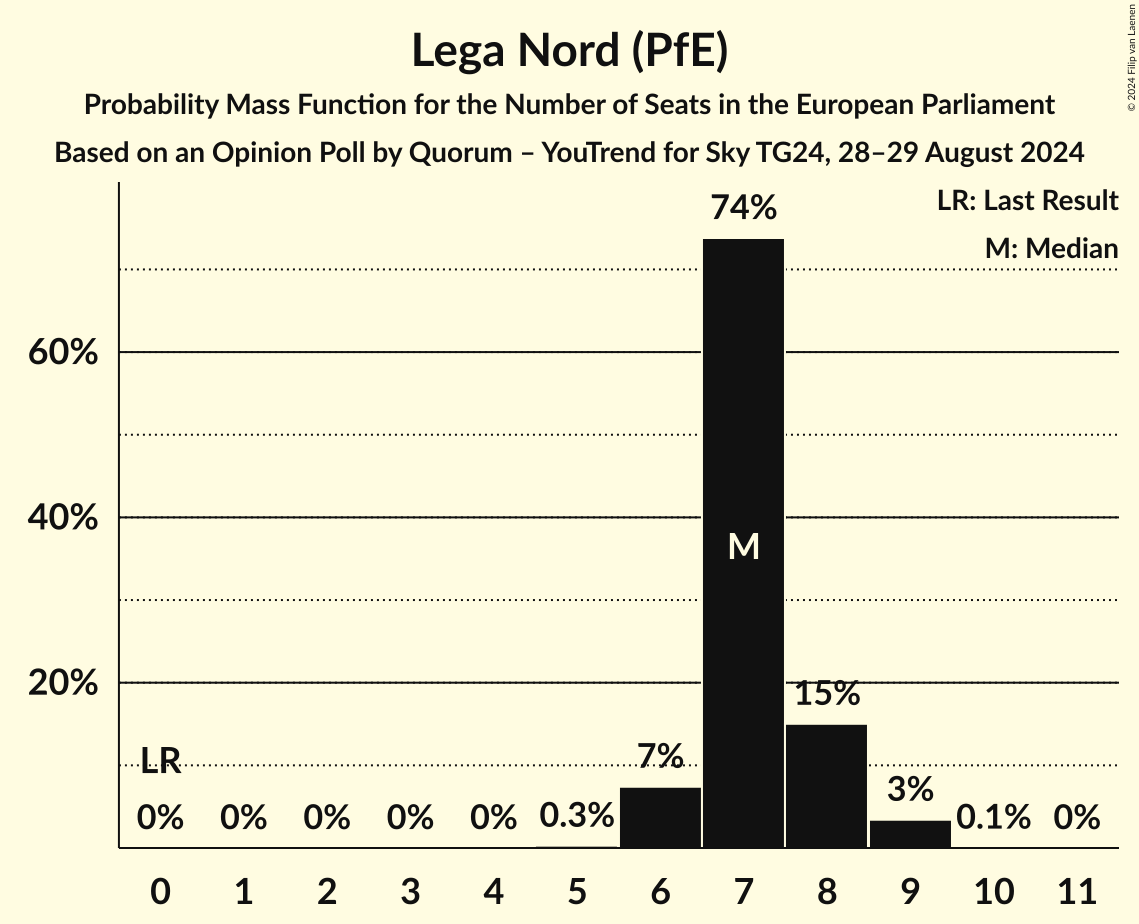 Lega Nord (PfE)
Probability Mass Function for the Number of Seats in the European Parliament
Based on an Opinion Poll by Quorum – YouTrend for Sky TG24, 28–29 August 2024
© 2024 Filip van Laenen
LR: Last Result
M: Median
74%
60%
40%
M
20%
15%
LR
7%
3%
0% 0% 0% 0% 0% 0.3% 0.1% 0%
0 1 2 3 4 5 6 7 8 9 10 11